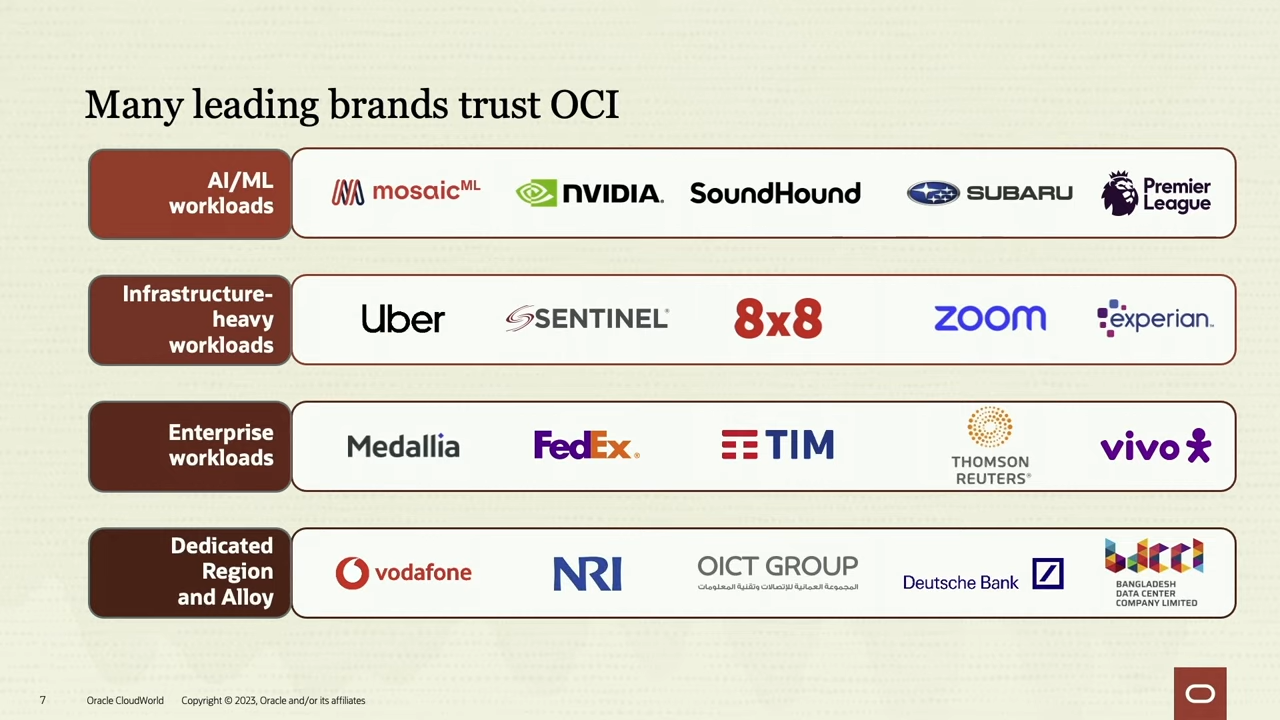 Many leading brands trust OCI
AI/ML
workloads
mosaicML
NVIDIA.
SoundHound
SUBARU
Premier
League
Infrastructure-
heavy
workloads
Uber
SENTINEL®
8x8
zoom
experian™
Enterprise
workloads
Medallia
FedEx®
TIM
THOMSON
REUTERS®
vivo
Dedicated
Region
and Alloy
vodafone
NRI
OICT GROUP
المجموعة العمانية للإتصالات وتقنية المعلومات
Deutsche Bank
bdccl
BANGLADESH
DATA CENTER
COMPANY LIMITED
7 Oracle CloudWorld Copyright © 2023, Oracle and/or its affiliates